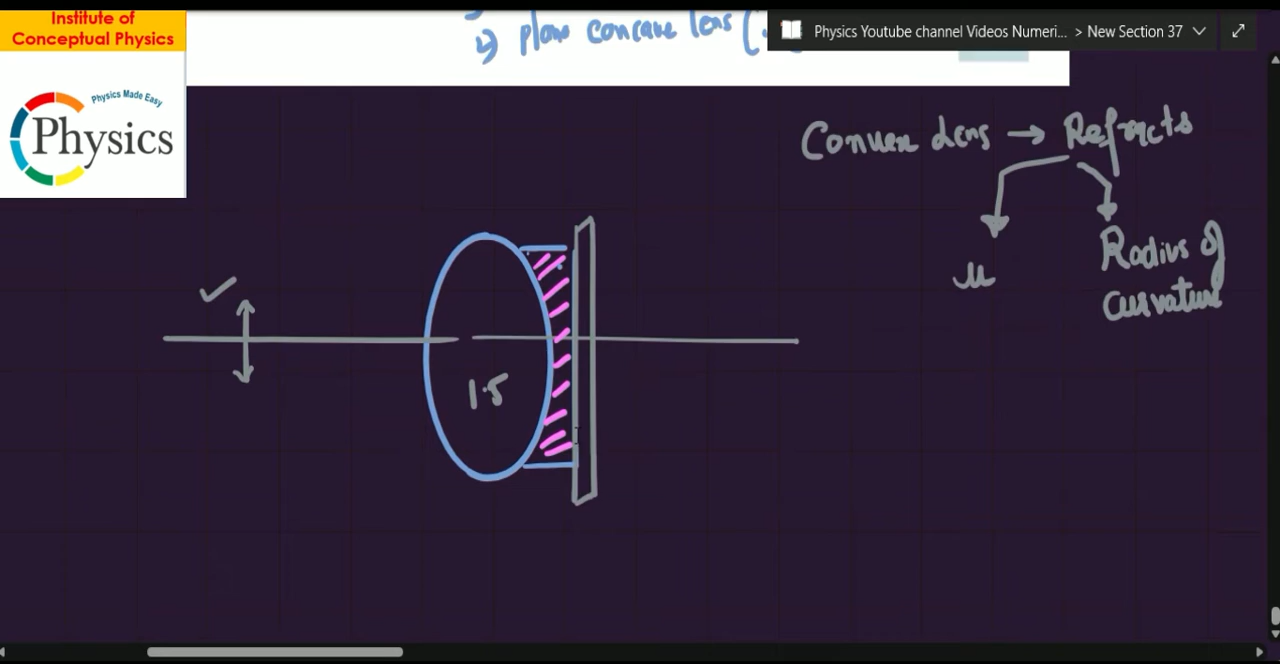 Institute of
Conceptual Physics
Physics Made Easy
Physics
plano concave lens (
Physics Youtube channel Videos Numeri... > New Section 37
Convex Lens → Refracts
μ
Radius of
curvature
1.5